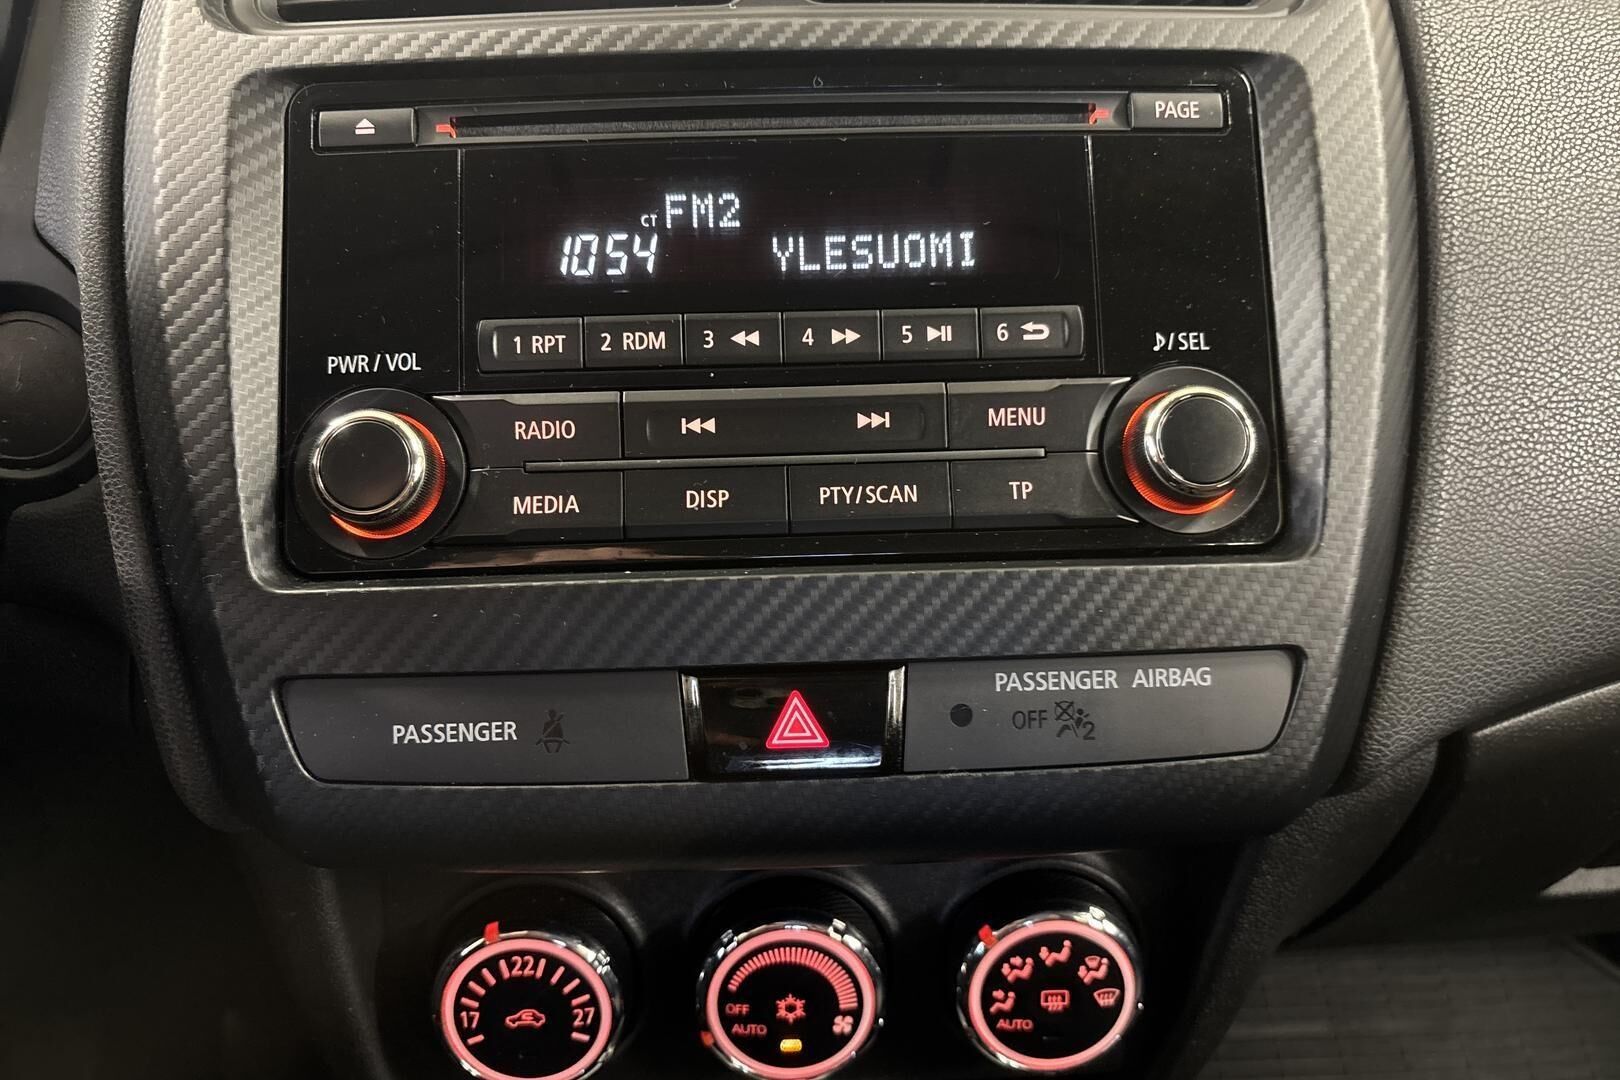 PAGE
CT FM2
1054 YLESUOMI
1 RPT 2 RDM 3 4 5 6
PWR / VOL
/SEL
RADIO MENU
MEDIA DISP PTY/SCAN TP
PASSENGER
PASSENGER AIRBAG
OFF 2
22
17 27
OFF
AUTO
AUTO